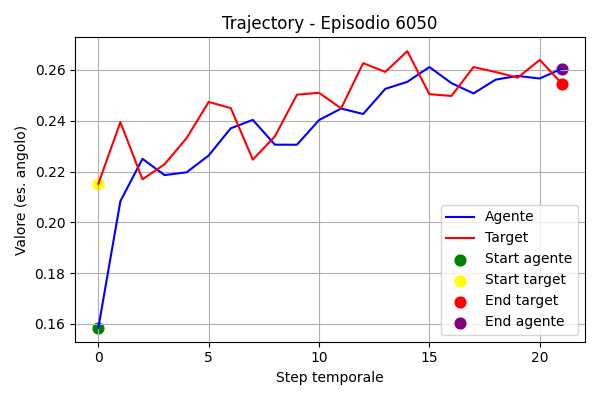 Trajectory - Episodio 6050
Valore (es. angolo)
0.26
0.24
0.22
0.20
0.18
0.16
0
5
10
15
20
Step temporale
Agente
Target
Start agente
Start target
End target
End agente